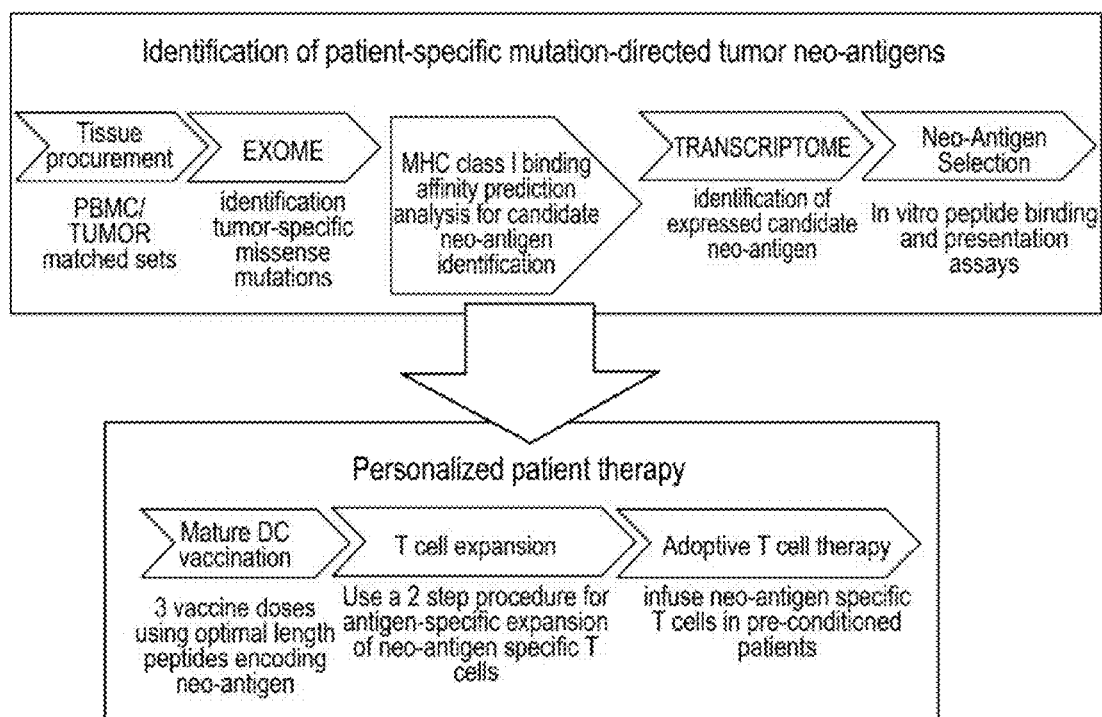 Identification of patient-specific mutation-directed tumor neo-antigens
Tissue
procurement
PBMC/
TUMOR
matched sets
EXOME
identification
tumor-specific
missense
mutations
MHC class I binding
affinity prediction
analysis for candidate
neo-antigen
identification
TRANSCRIPTOME
identification of
expressed candidate
neo-antigen
Neo-Antigen
Selection
In vitro peptide binding
and presentation
assays
Personalized patient therapy
Mature DC
vaccination
3 vaccine doses
using optimal length
peptides encoding
neo-antigen
T cell expansion
Use a 2 step procedure for
antigen-specific expansion
of neo-antigen specific T
cells
Adoptive T cell therapy
infuse neo-antigen specific
T cells in pre-conditioned
patients